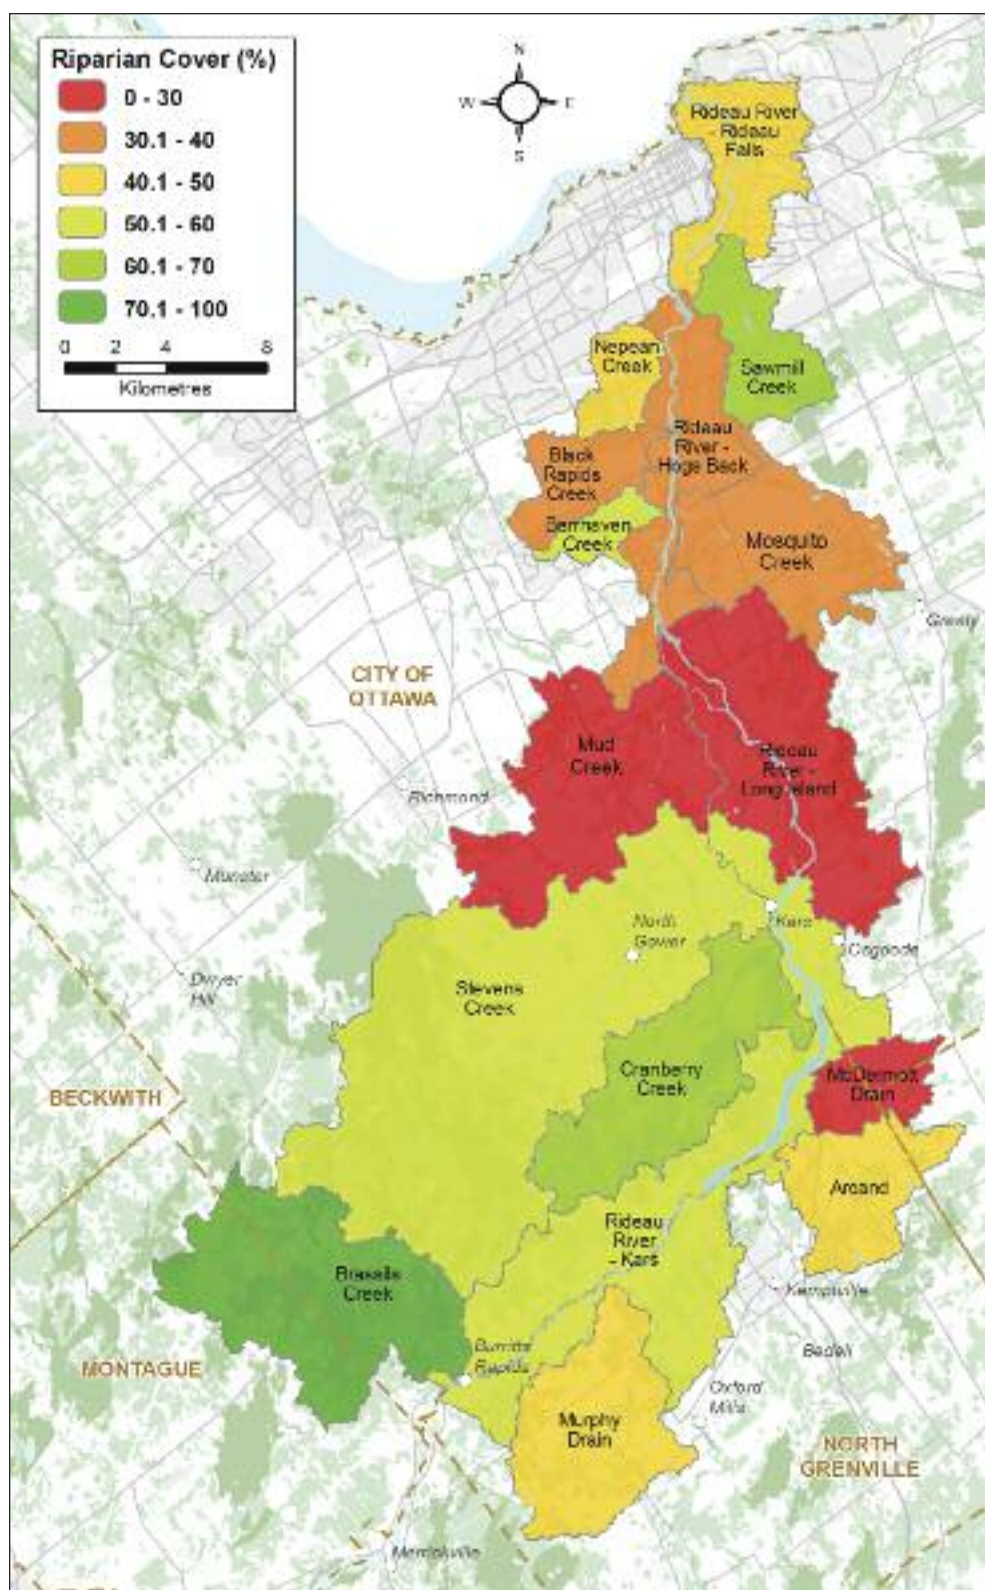 Riparian Cover (%)
0 - 30
30.1 - 40
40.1 - 50
50.1 - 60
60.1 - 70
70.1 - 100
0 2 4 8
Kilometres
N
W E
S
Rideau River
- Rideau
Falls
Nepean
Creek
Sawmill
Creek
Rideau
River -
Hogs Back
Black
Rapids
Creek
Barrhaven
Creek
Mosquito
Creek
Greely
CITY OF
OTTAWA
Mud
Creek
Rideau
River -
Long Island
Richmond
Munster
North
Gower
Kars
Osgoode
Dwyer
Hill
Stevens
Creek
Cranberry
Creek
McDermott
Drain
BECKWITH
Arcand
Rideau
River
- Kars
Brassils
Creek
Kemptville
Burritts
Rapids
Bedell
MONTAGUE
Oxford
Mills
Murphy
Drain
NORTH
GRENVILLE
Merrickville